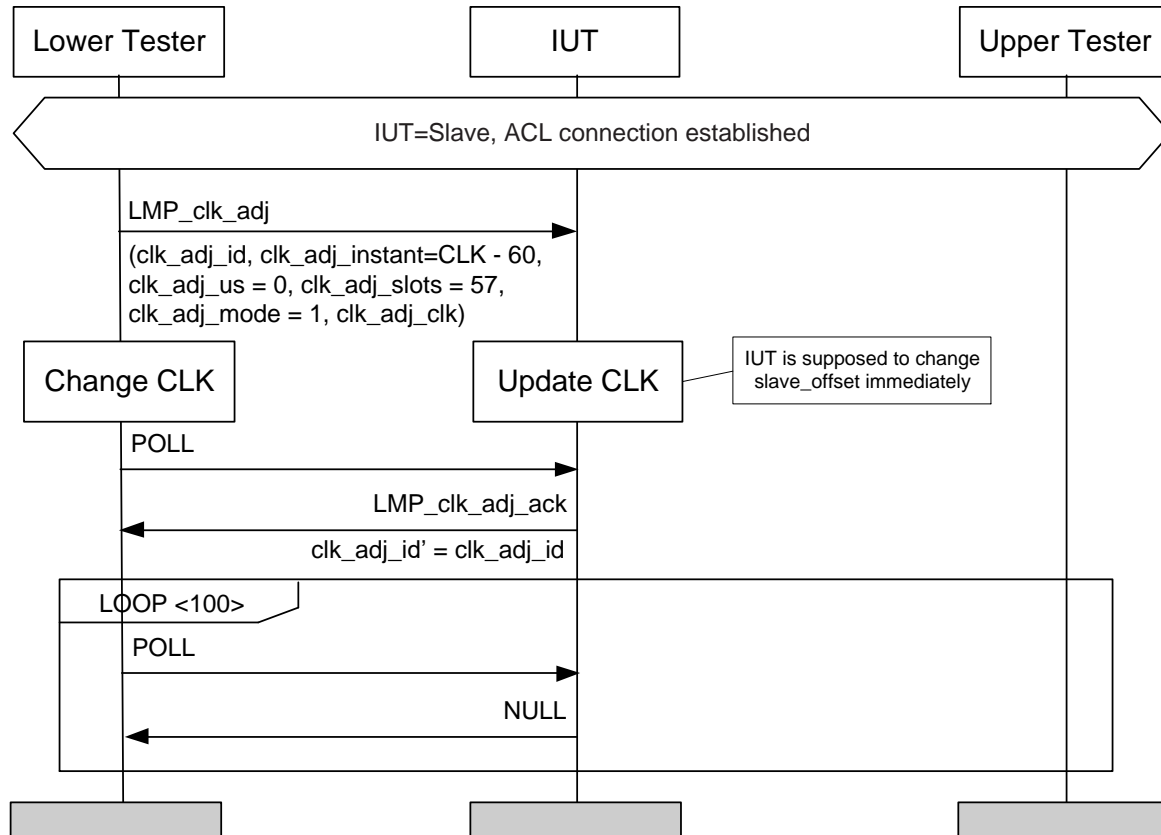 Lower Tester
IUT
Upper Tester
IUT=Slave, ACL connection established
LMP_clk_adj
(clk_adj_id, clk_adj_instant=CLK - 60,
clk_adj_us = 0, clk_adj_slots = 57,
clk_adj_mode = 1, clk_adj_clk)
Change CLK
Update CLK
IUT is supposed to change
slave_offset immediately
POLL
LMP_clk_adj_ack
clk_adj_id’ = clk_adj_id
LOOP <100>
POLL
NULL